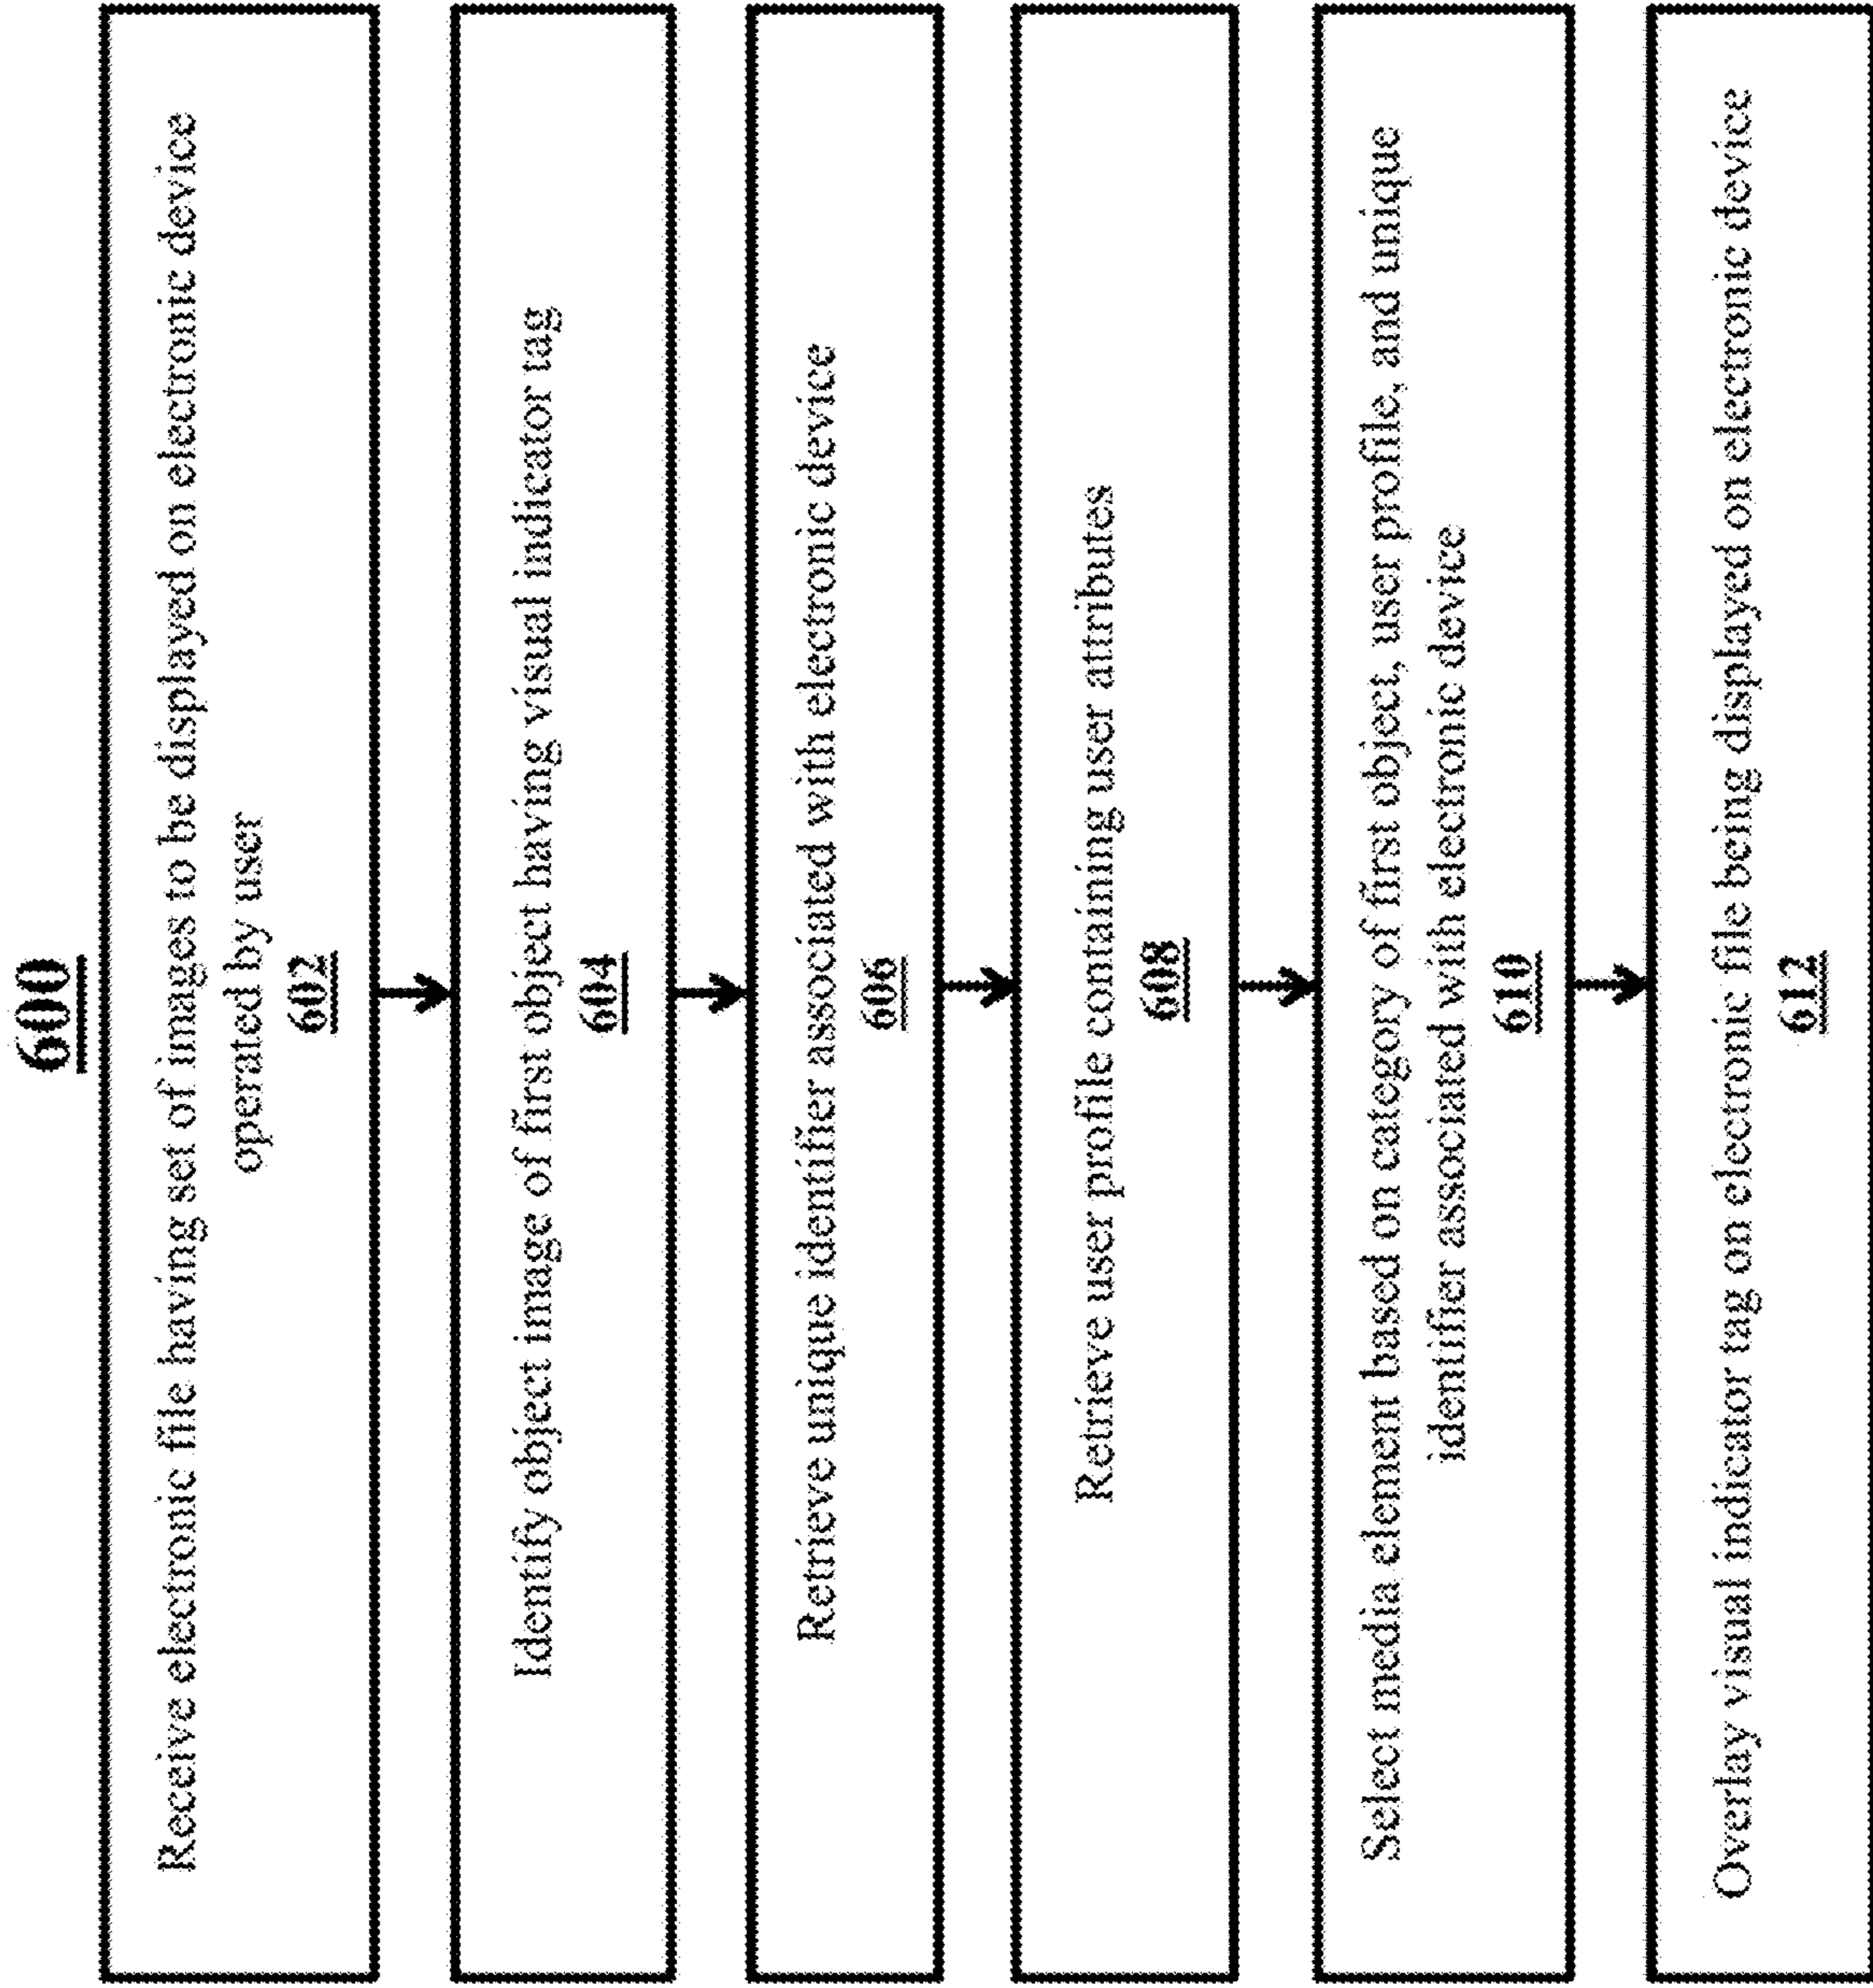 600
Receive electronic file having set of images to be displayed on electronic device
operated by user
602
Identify object image of first object having visual indicator tag
604
Retrieve unique identifier associated with electronic device
606
Retrieve user profile containing user attributes
608
Select media element based on category of first object, user profile, and unique
identifier associated with electronic device
610
Overlay visual indicator tag on electronic file being displayed on electronic device
612